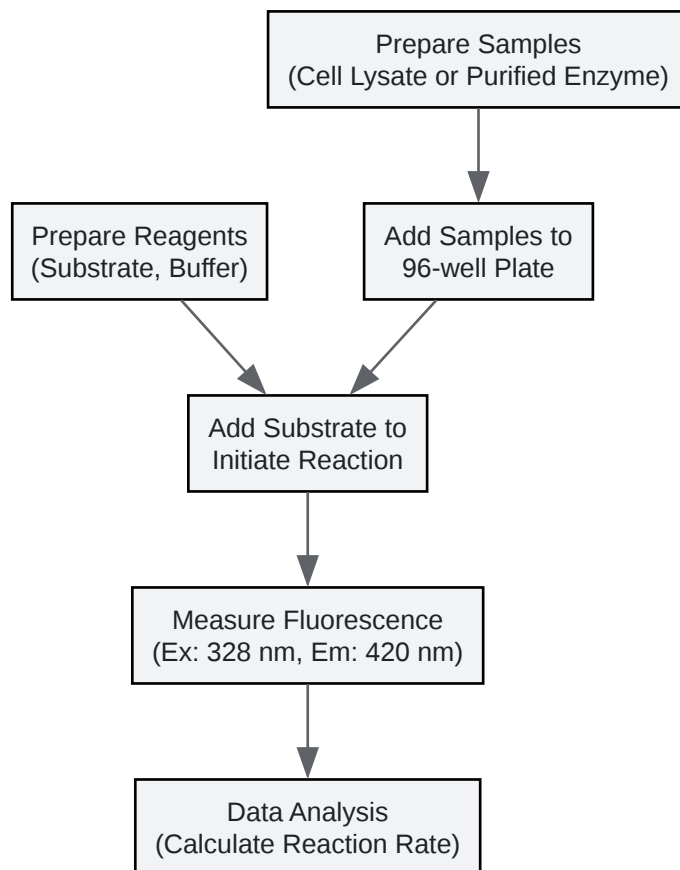 Prepare Samples
(Cell Lysate or Purified Enzyme)
Prepare Reagents
(Substrate, Buffer)
Add Samples to
96-well Plate
Add Substrate to
Initiate Reaction
Measure Fluorescence
(Ex: 328 nm, Em: 420 nm)
Data Analysis
(Calculate Reaction Rate)